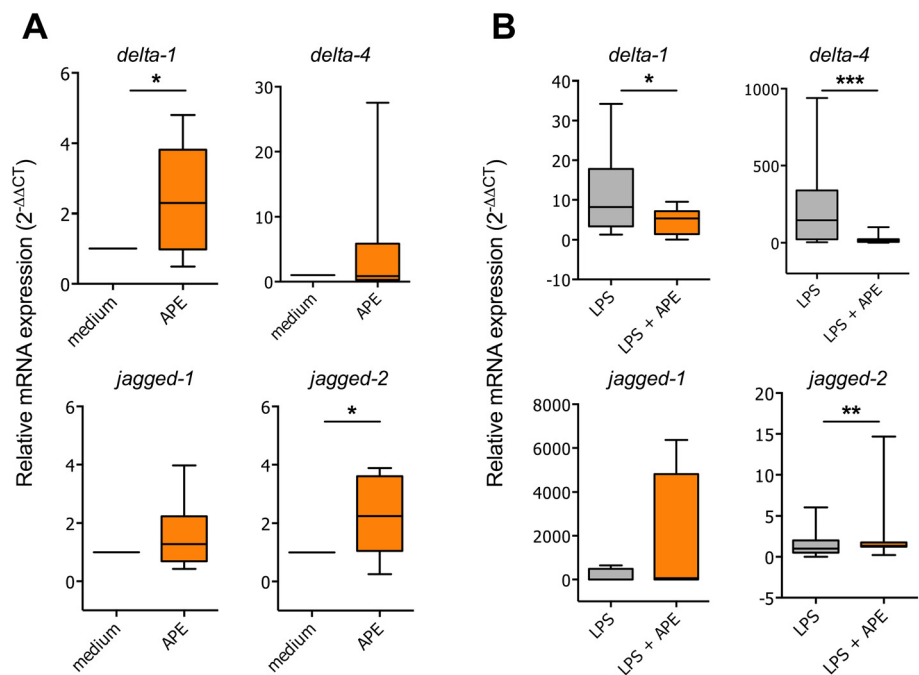 A
B
Relative mRNA expression (2-ΔΔCT)
delta-1
*
6
4
2
0
medium
APE
delta-4
30
20
10
0
medium
APE
jagged-1
6
4
2
0
medium
APE
jagged-2
*
6
4
2
0
medium
APE
Relative mRNA expression (2-ΔΔCT)
delta-1
*
40
30
20
10
0
-10
LPS
LPS + APE
delta-4
***
1000
500
0
LPS
LPS + APE
jagged-1
8000
6000
4000
2000
0
LPS
LPS + APE
jagged-2
**
20
15
10
5
0
-5
LPS
LPS + APE